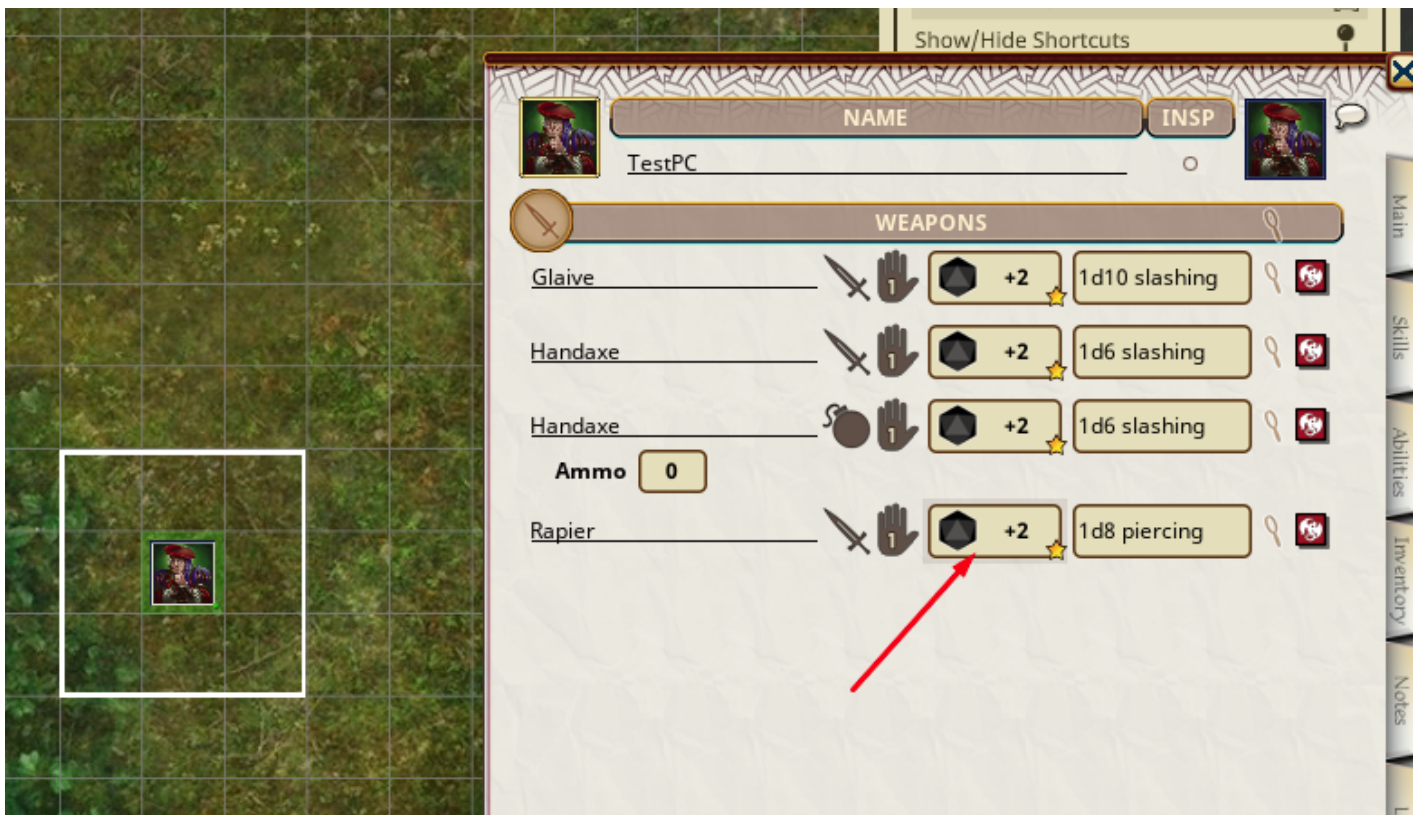 Show/Hide Shortcuts
NAME
INSP
TestPC
WEAPONS
Glaive 1 +2 1d10 slashing
Handaxe 1 +2 1d6 slashing
Handaxe 1 +2 1d6 slashing
Ammo 0
Rapier 1 +2 1d8 piercing
Main
Skills
Abilities
Inventory
Notes